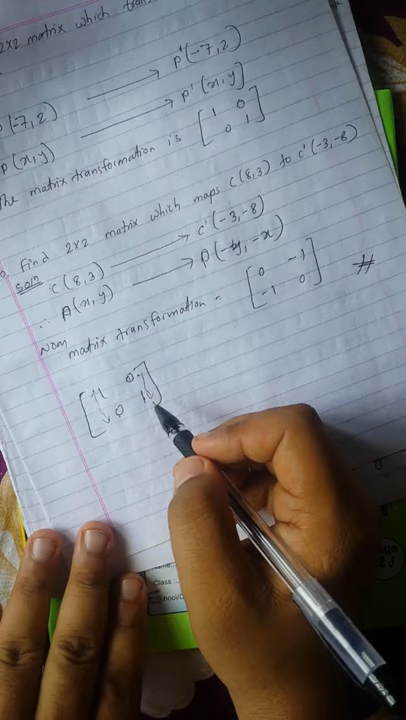 2x2 matrix which
P'(-7,2)
(-7,2)
P'(x,y)
P(x,y)
The matrix transformation is [1 0
0 1]
Find 2x2 matrix which maps C(8,3) to C'(-3,-8)
Soln
C(8,3) → C'(-3,-8)
∴ A(x,y) → P(-y,-x)
Now
matrix transformation = [0 -1
-1 0] #
[1 0
0 1]
Class